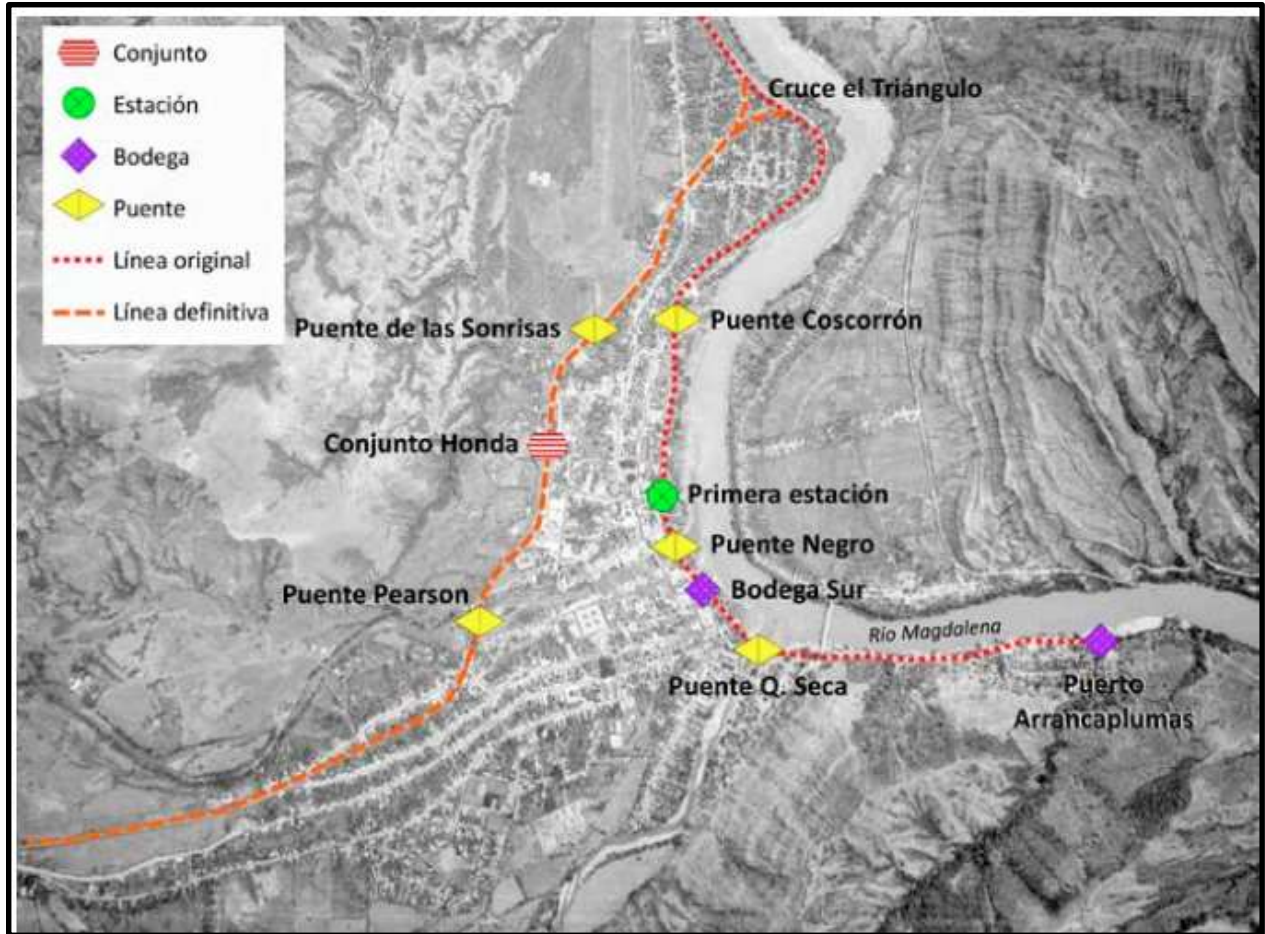 Conjunto
Estación
Bodega
Puente
Línea original
Línea definitiva
Cruce el Triángulo
Puente de las Sonrisas
Puente Coscorrón
Conjunto Honda
Primera estación
Puente Negro
Puente Pearson
Bodega Sur
Río Magdalena
Puente Q. Seca
Puerto
Arrancaplumas